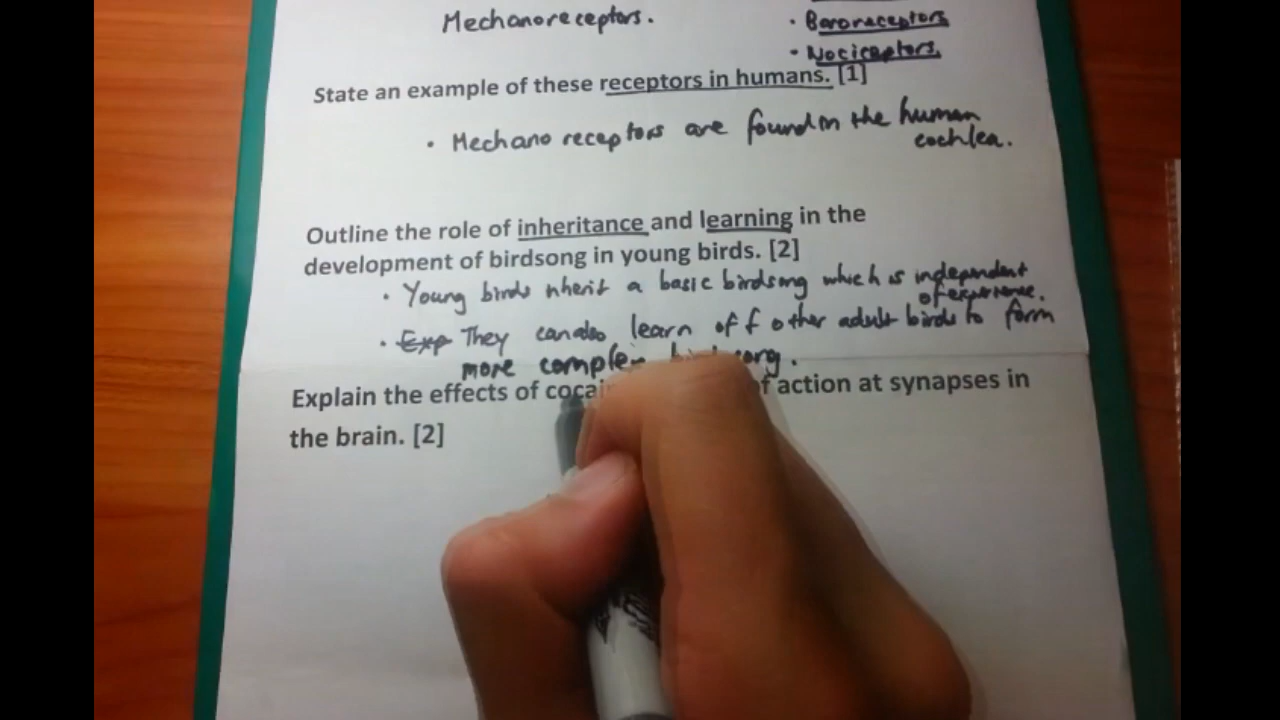 Mechanoreceptors.
· Baroreceptors
· Nociceptors.
State an example of these receptors in humans. [1]
· Mechano receptors are found in the human
cochlea.
Outline the role of inheritance and learning in the
development of birdsong in young birds. [2]
· Young birds inherit a basic birdsong which is independent
of experience.
· Exp They can also learn off other adult birds to form
more complex birdsong.
Explain the effects of action at synapses in
the brain. [2]